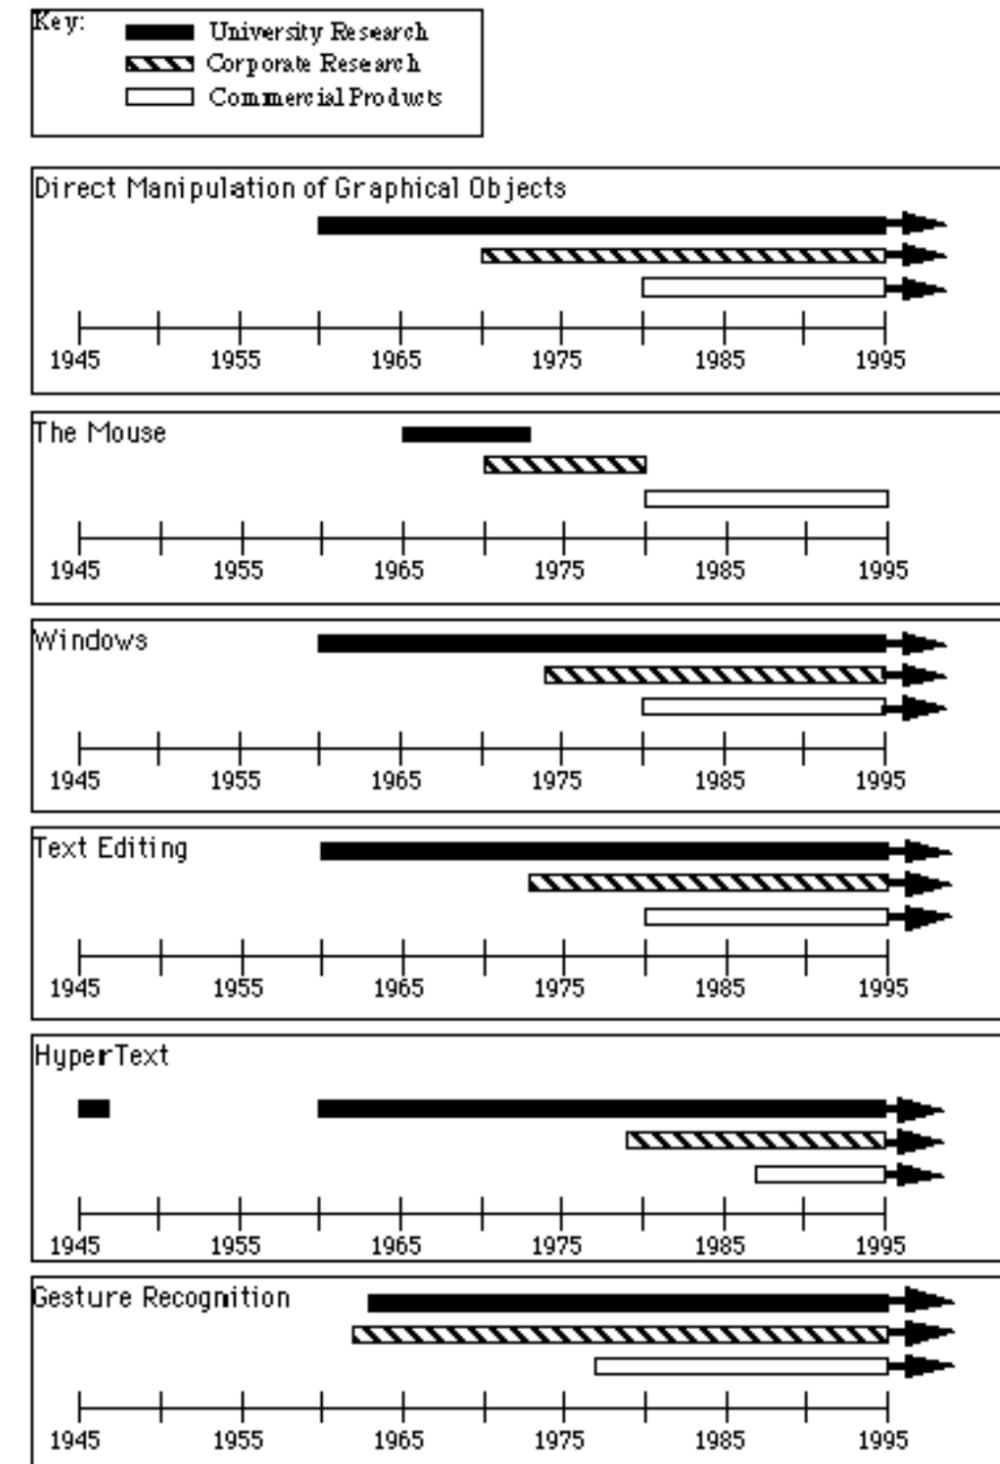 Key:
University Research
Corporate Research
Commercial Products
Direct Manipulation of Graphical Objects
1945 1955 1965 1975 1985 1995
The Mouse
1945 1955 1965 1975 1985 1995
Windows
1945 1955 1965 1975 1985 1995
Text Editing
1945 1955 1965 1975 1985 1995
HyperText
1945 1955 1965 1975 1985 1995
Gesture Recognition
1945 1955 1965 1975 1985 1995